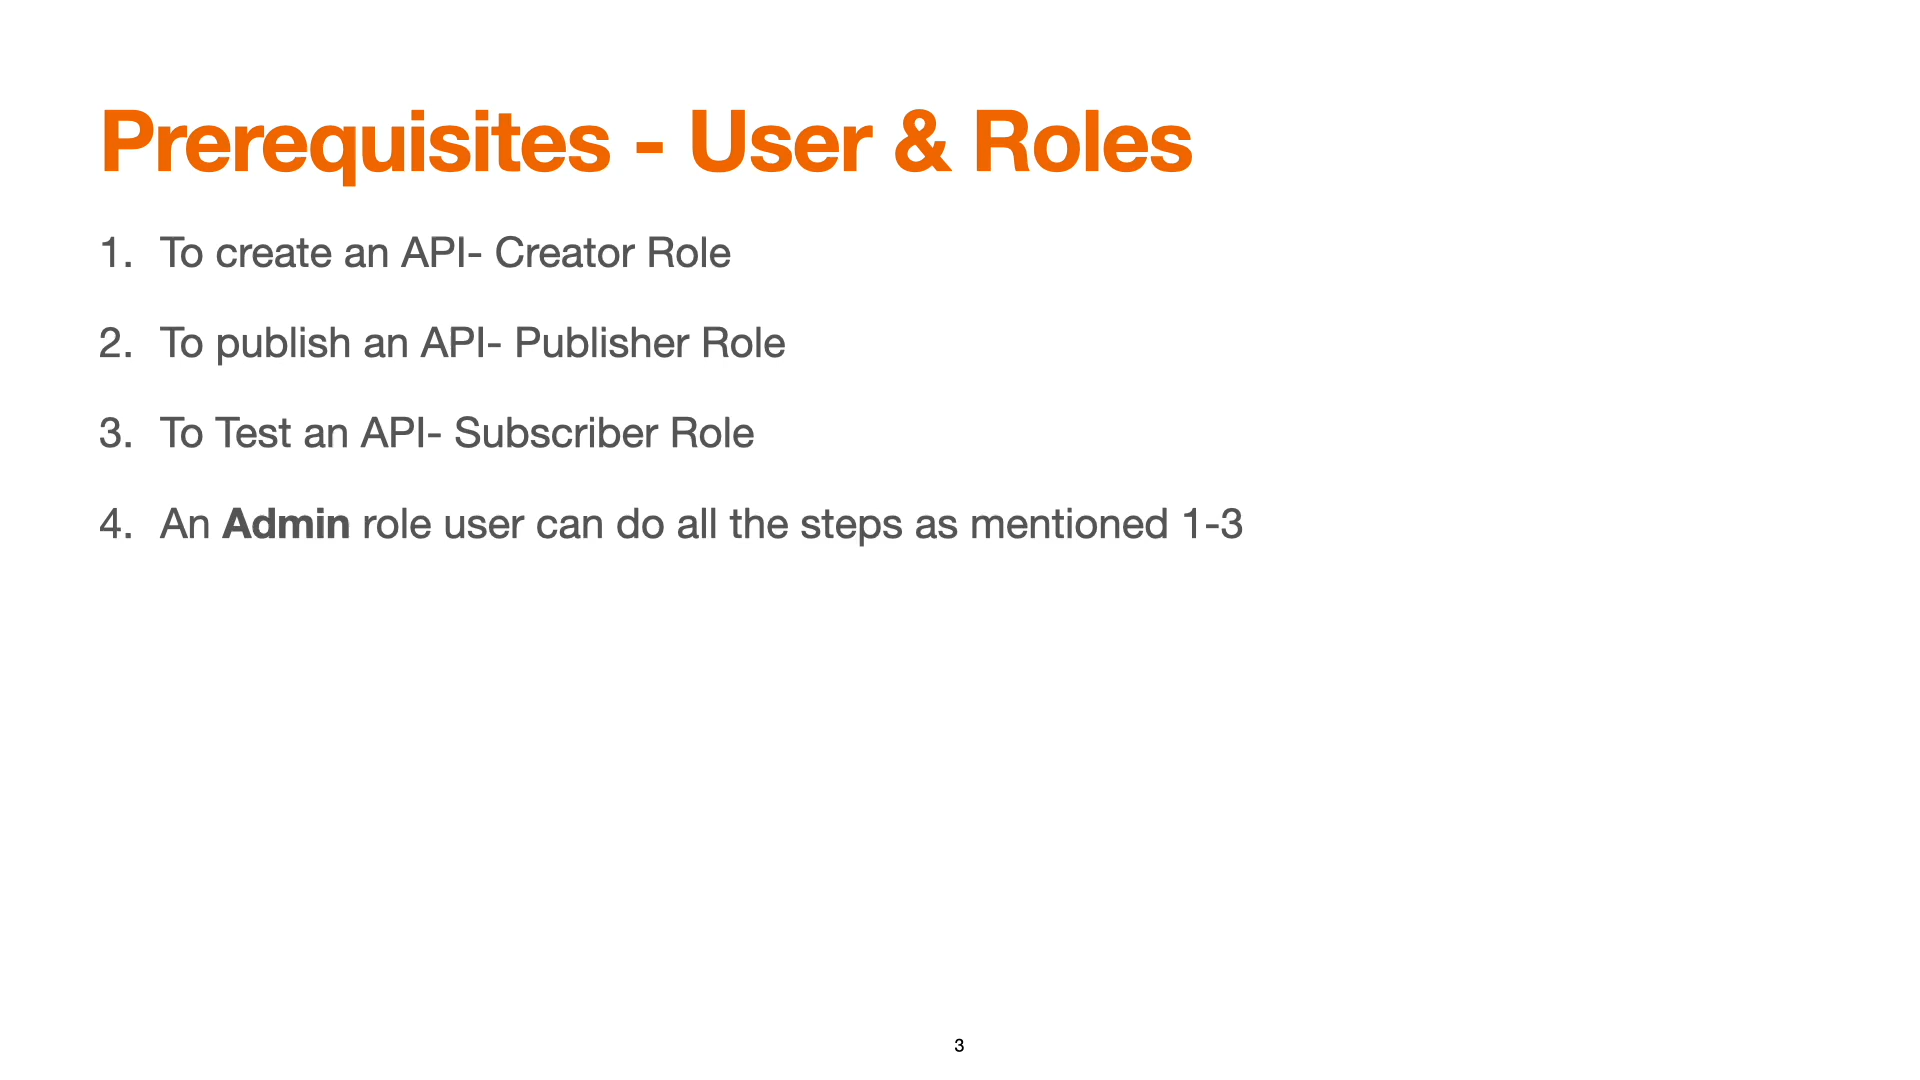 Prerequisites - User & Roles
1. To create an API- Creator Role
2. To publish an API- Publisher Role
3. To Test an API- Subscriber Role
4. An Admin role user can do all the steps as mentioned 1-3
3